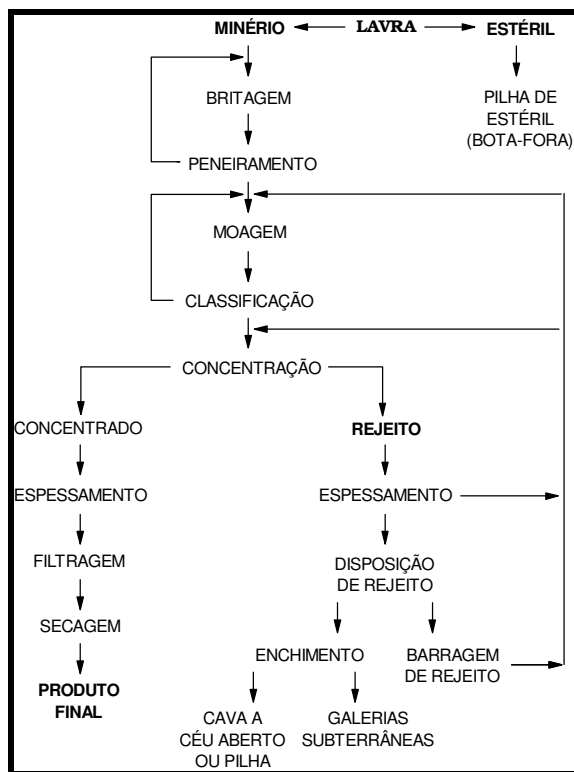 MINÉRIO LAVRA ESTÉRIL
BRITAGEM
PILHA DE
ESTÉRIL
(BOTA-FORA)
PENEIRAMENTO
MOAGEM
CLASSIFICAÇÃO
CONCENTRAÇÃO
CONCENTRADO
REJEITO
ESPESSAMENTO
ESPESSAMENTO
FILTRAGEM
DISPOSIÇÃO
DE REJEITO
SECAGEM
ENCHIMENTO
BARRAGEM
DE REJEITO
PRODUTO
FINAL
CAVA A
CÉU ABERTO
OU PILHA
GALERIAS
SUBTERRÂNEAS